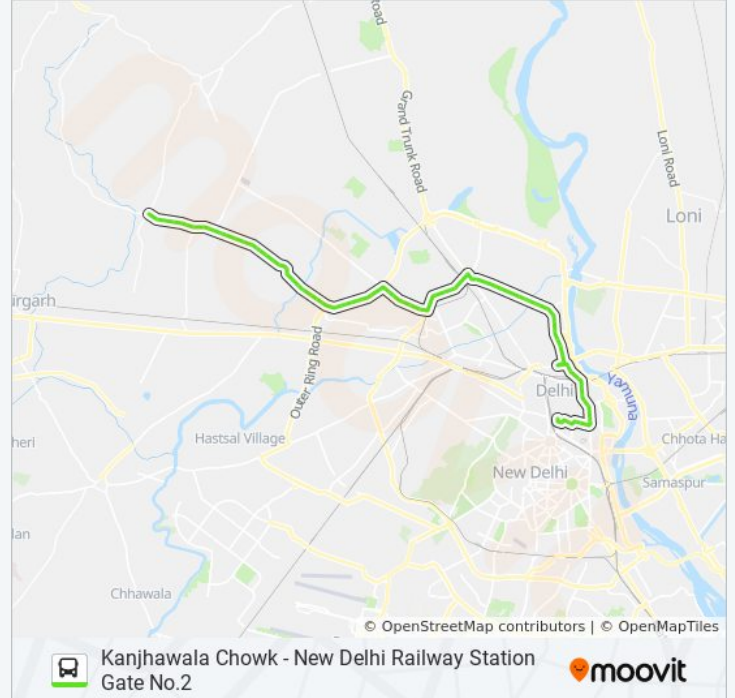 Road
Grand Trunk Road
Loni Road
Loni
irgarh
Outer Ring Road
Delhi
Yamuna
heri
Hastsal Village
Chhota Ha
New Delhi
Samaspur
lan
Chhawala
© OpenStreetMap contributors | © OpenMapTiles
Kanjhawala Chowk - New Delhi Railway Station
Gate No.2
moovit